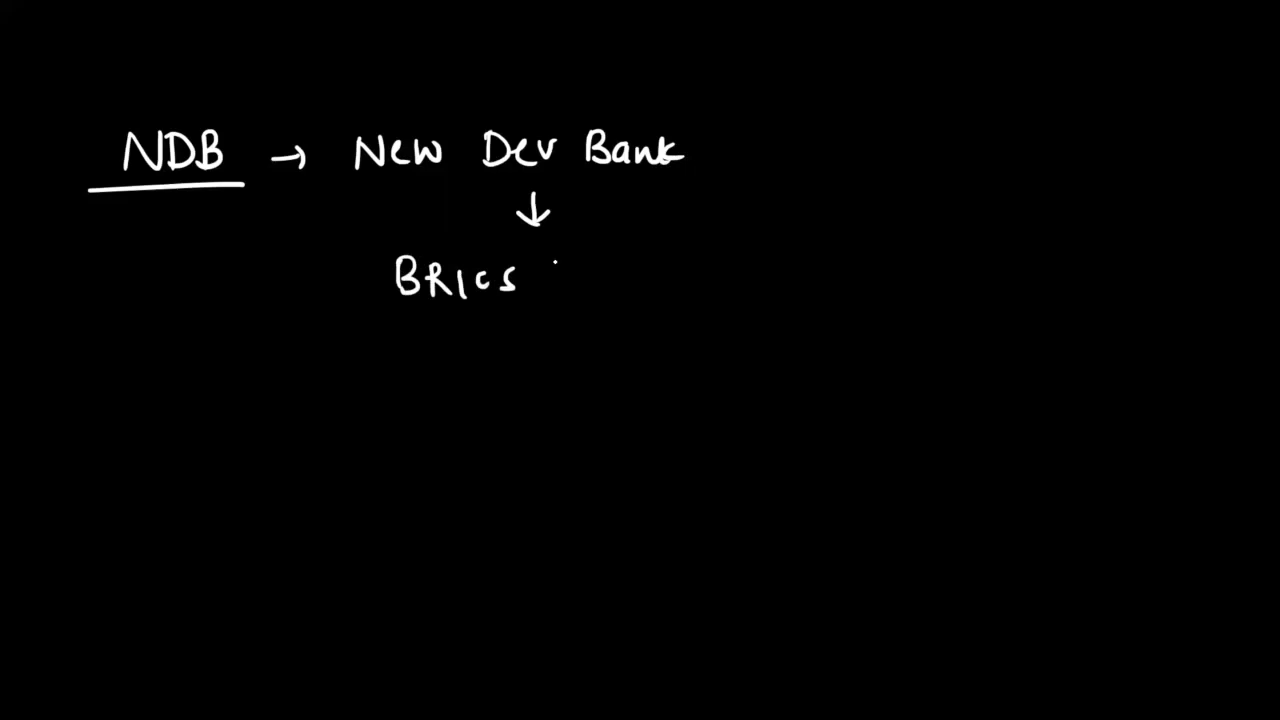 NDB → New Dev Bank
↓
BRICS